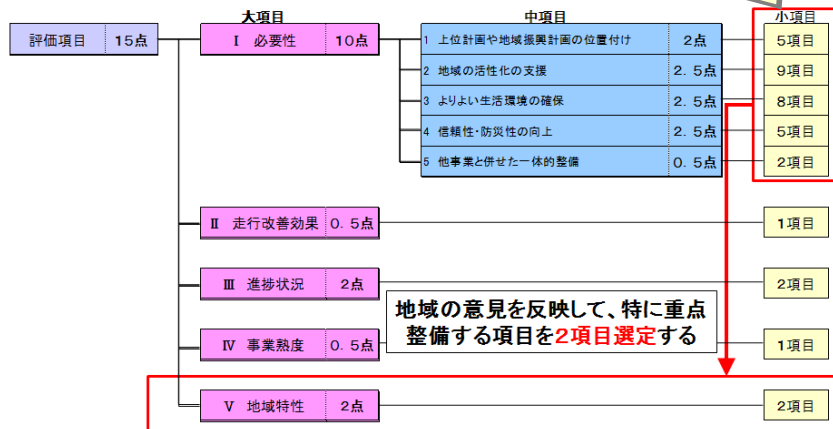 大項目
中項目
小項目
評価項目 15点
Ⅰ 必要性 10点
1 上位計画や地域振興計画の位置付け 2点
5項目
2 地域の活性化の支援 2.5点
9項目
3 よりよい生活環境の確保 2.5点
8項目
4 信頼性・防災性の向上 2.5点
5項目
5 他事業と併せた一体的整備 0.5点
2項目
Ⅱ 走行改善効果 0.5点
1項目
Ⅲ 進捗状況 2点
2項目
地域の意見を反映して、特に重点
整備する項目を2項目選定する
Ⅳ 事業熟度 0.5点
1項目
Ⅴ 地域特性 2点
2項目